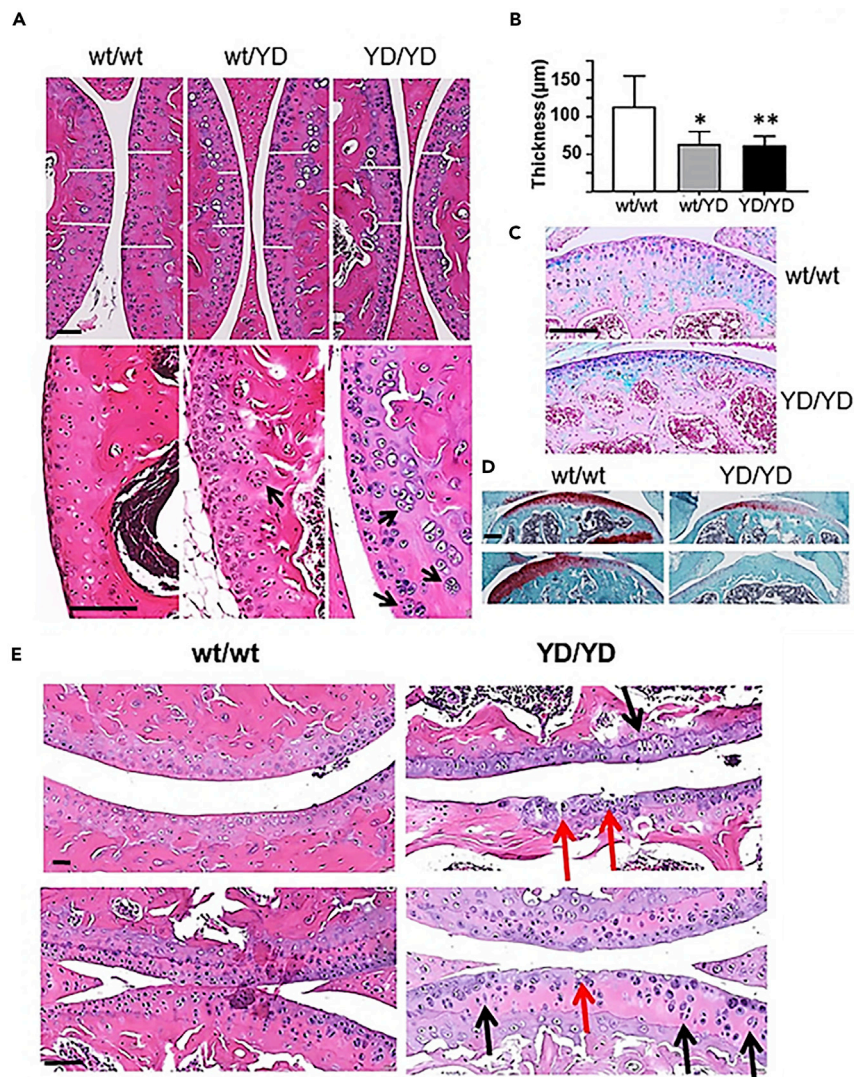 A
wt/wt wt/YD YD/YD
B
Thickness (µm)
150
100
50
* **
wt/wt wt/YD YD/YD
C
wt/wt
YD/YD
D
wt/wt YD/YD
E
wt/wt YD/YD